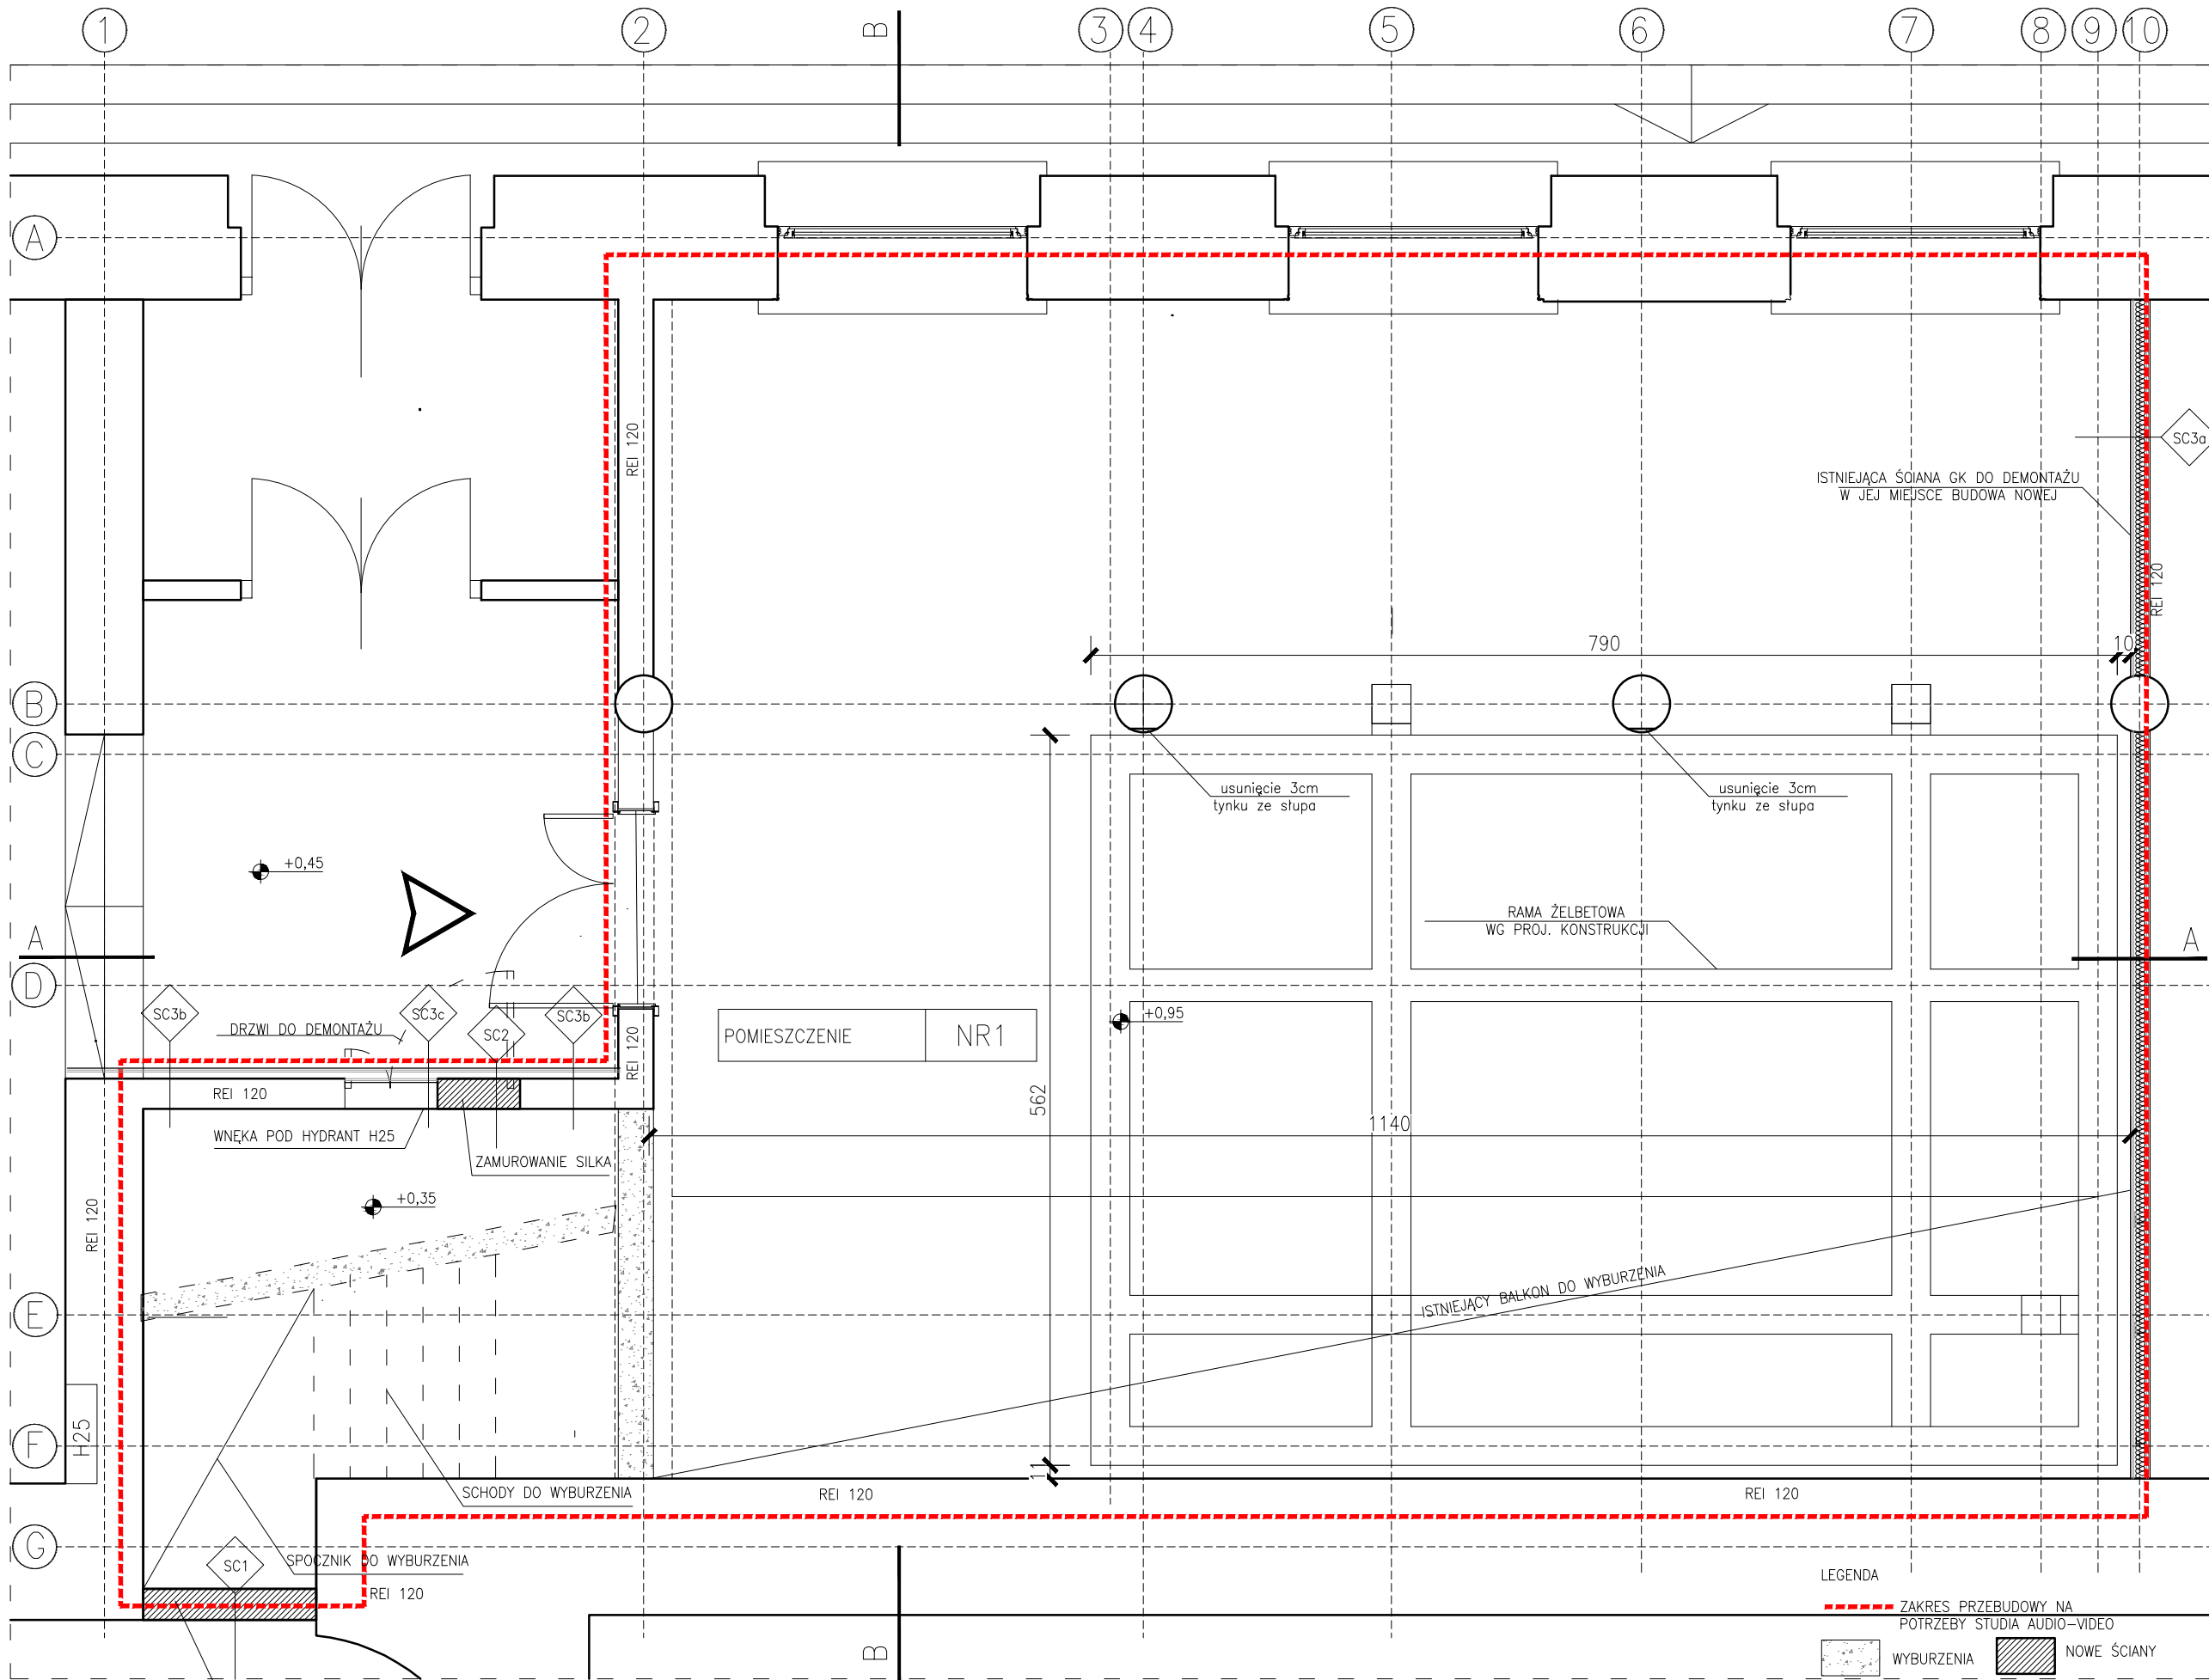 1
2
B
3
4
5
6
7
8
9
10
A
REI 120
SC3a
ISTNIEJĄCA ŚCIANA GK DO DEMONTAŻU
W JEJ MIEJSCE BUDOWA NOWEJ
REI 120
790
10
B
C
usunięcie 3cm
tynku ze słupa
usunięcie 3cm
tynku ze słupa
+0,45
RAMA ŻELBETOWA
WG PROJ. KONSTRUKCJI
A
A
D
SC3b
DRZWI DO DEMONTAŻU
SC3c
SC2
SC3b
REI 120
POMIESZCZENIE
NR1
+0,95
REI 120
562
1140
WNĘKA POD HYDRANT H25
ZAMUROWANIE SILKA
+0,35
REI 120
ISTNIEJĄCY BALKON DO WYBURZENIA
E
F
H25
11
SCHODY DO WYBURZENIA
REI 120
REI 120
G
SC1
SPOCZNIK DO WYBURZENIA
REI 120
LEGENDA
ZAKRES PRZEBUDOWY NA
POTRZEBY STUDIA AUDIO-VIDEO
B
WYBURZENIA
NOWE ŚCIANY